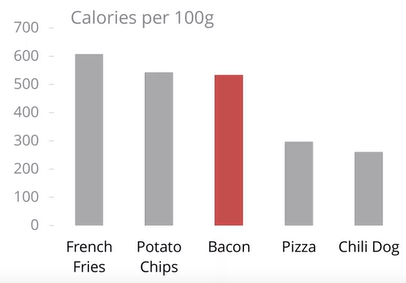 Calories per 100g
700
600
500
400
300
200
100
0
French Fries
Potato Chips
Bacon
Pizza
Chili Dog